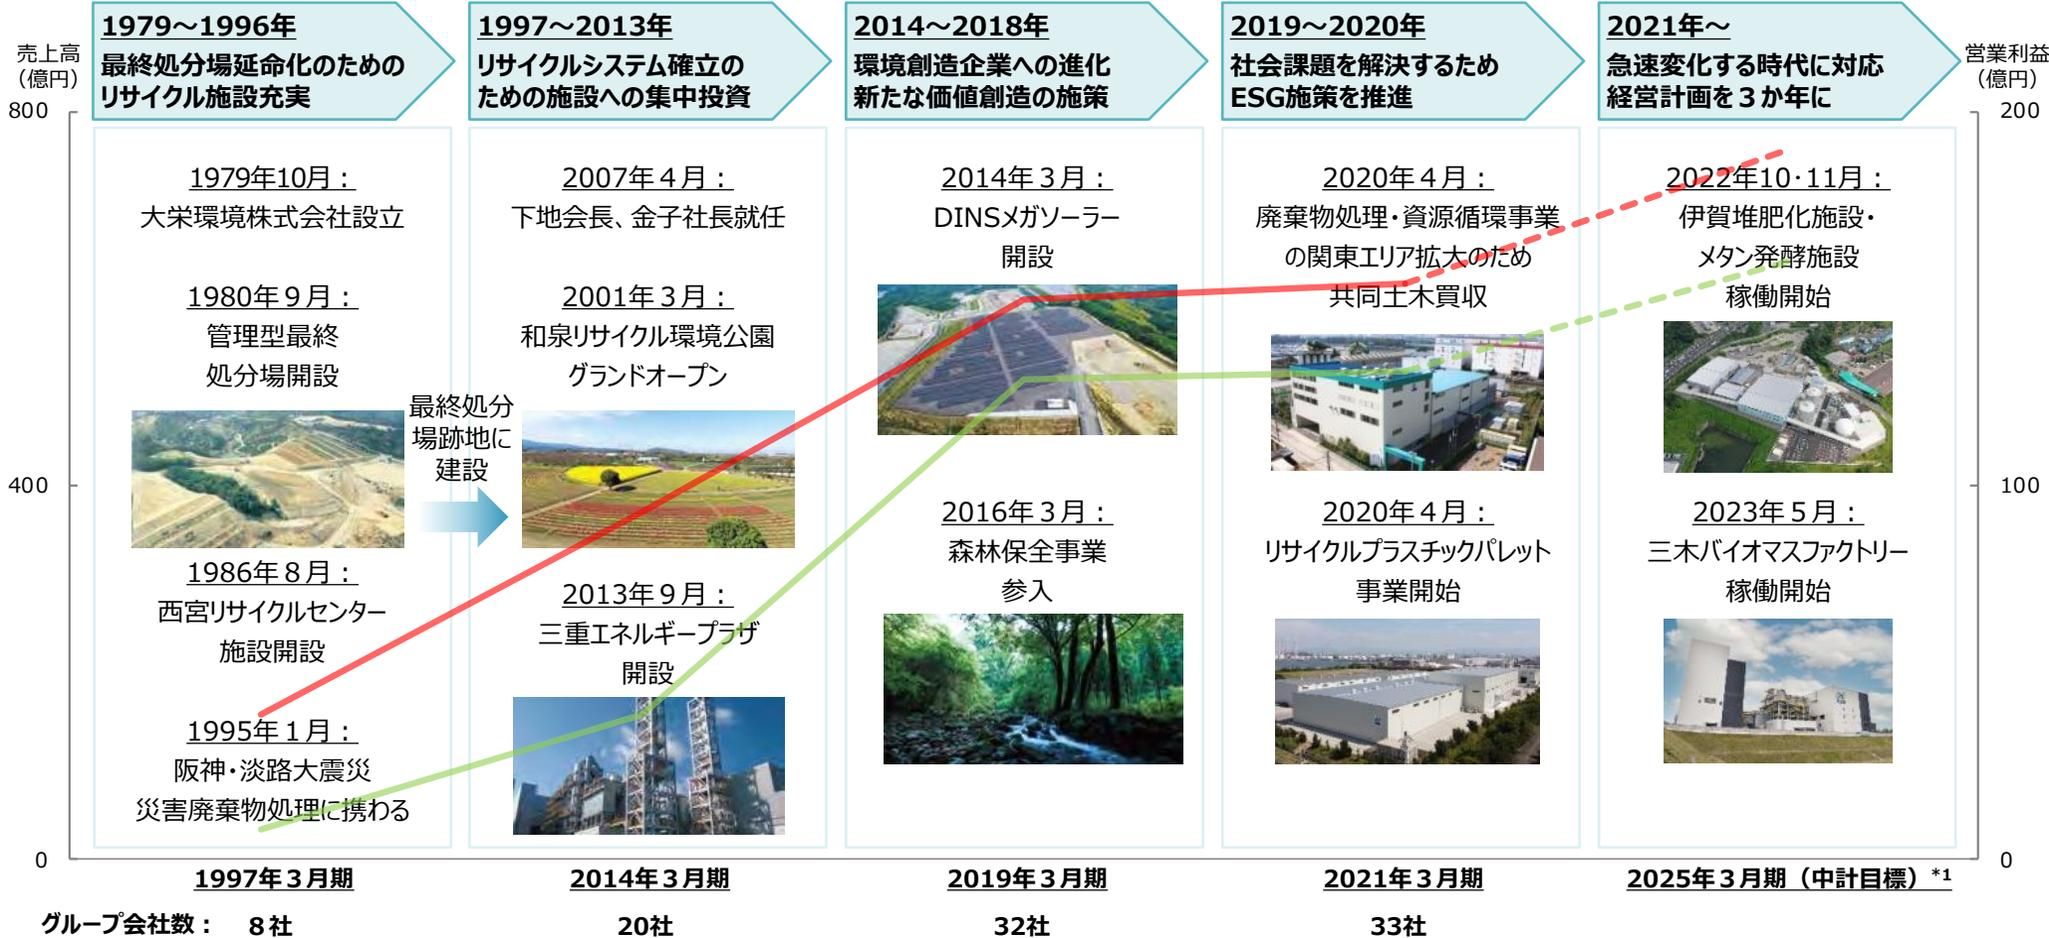 売上高
（億円）
800
400
0
1979～1996年
最終処分場延命化のための
リサイクル施設充実
1979年10月：
大栄環境株式会社設立
1980年９月：
管理型最終
処分場開設
1986年８月：
西宮リサイクルセンター
施設開設
1995年１月：
阪神・淡路大震災
災害廃棄物処理に携わる
最終処分
場跡地に
建設
1997～2013年
リサイクルシステム確立の
ための施設への集中投資
2007年４月：
下地会長、金子社長就任
2001年３月：
和泉リサイクル環境公園
グランドオープン
2013年９月：
三重エネルギープラザ
開設
2014～2018年
環境創造企業への進化
新たな価値創造の施策
2014年３月：
DINSメガソーラー
開設
2016年３月：
森林保全事業
参入
2019～2020年
社会課題を解決するため
ESG施策を推進
2020年４月：
廃棄物処理・資源循環事業
の関東エリア拡大のため
共同土木買収
2020年４月：
リサイクルプラスチックパレット
事業開始
2021年～
急速変化する時代に対応
経営計画を３か年に
2022年10・11月：
伊賀堆肥化施設・
メタン発酵施設
稼働開始
2023年５月：
三木バイオマスファクトリー
稼働開始
営業利益
（億円）
200
100
0
1997年３月期
2014年３月期
2019年３月期
2021年３月期
2025年３月期（中計目標）*1
グループ会社数： ８社
20社
32社
33社